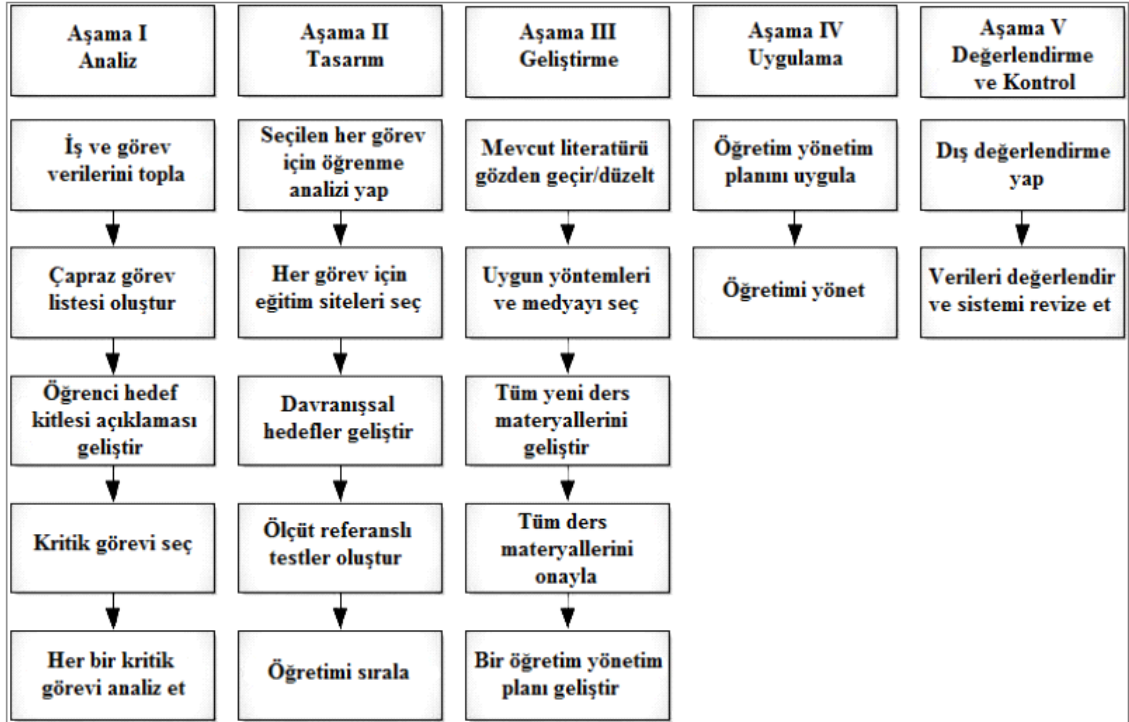 Aşama I
Analiz
Aşama II
Tasarım
Aşama III
Geliştirme
Aşama IV
Uygulama
Aşama V
Değerlendirme
ve Kontrol
İş ve görev
verilerini topla
Seçilen her görev
için öğrenme
analizi yap
Mevcut literatürü
gözden geçir/düzelt
Öğretim yönetim
planını uygula
Dış değerlendirme
yap
Çapraz görev
listesi oluştur
Her görev için
eğitim siteleri seç
Uygun yöntemleri
ve medyayı seç
Öğretimi yönet
Verileri değerlendir
ve sistemi revize et
Öğrenci hedef
kitlesi açıklaması
geliştir
Davranışsal
hedefler geliştir
Tüm yeni ders
materyallerini
geliştir
Kritik görevi seç
Ölçüt referanslı
testler oluştur
Tüm ders
materyallerini
onayla
Her bir kritik
görevi analiz et
Öğretimi sırala
Bir öğretim yönetim
planı geliştir